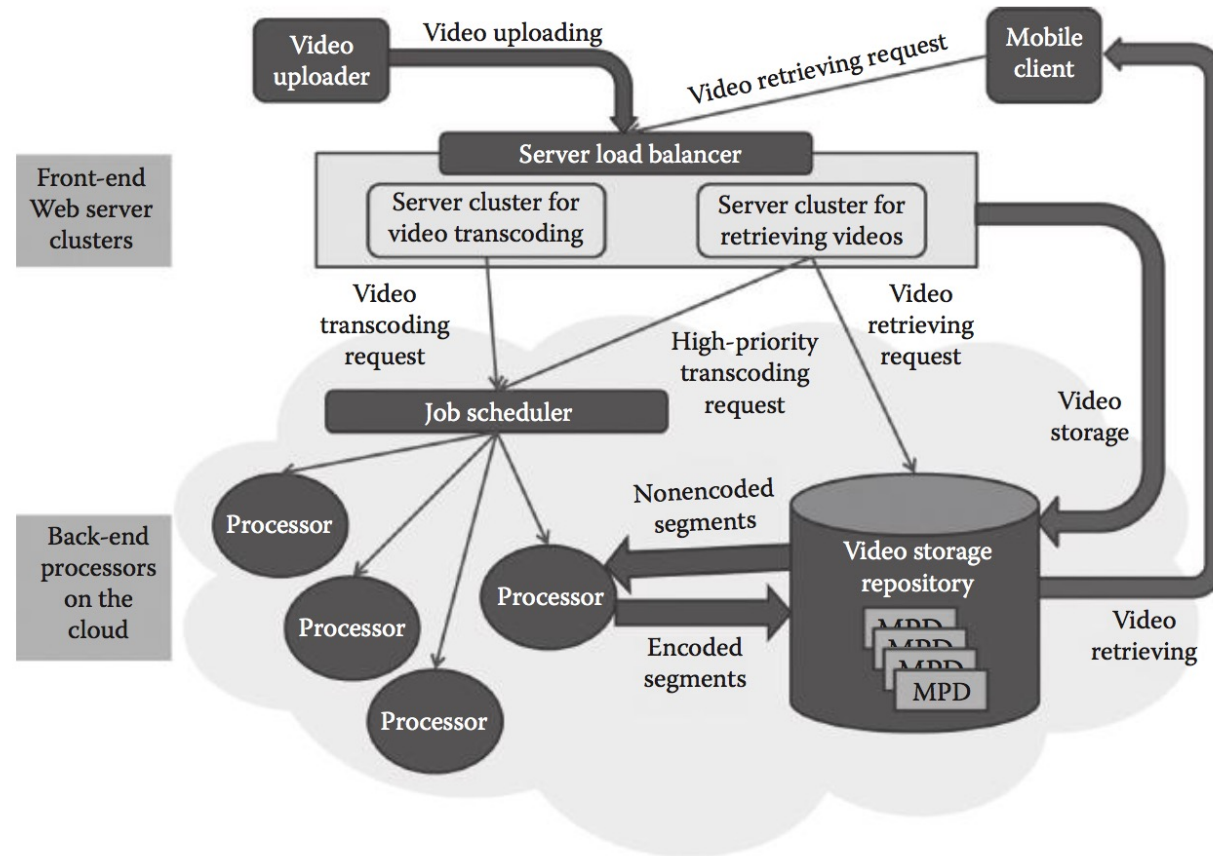 Video
uploader
Video uploading
Video retrieving request
Mobile
client
Server load balancer
Front-end
Web server
clusters
Server cluster for
video transcoding
Server cluster for
retrieving videos
Video
transcoding
request
High-priority
transcoding
request
Video
retrieving
request
Video
storage
Job scheduler
Back-end
processors
on the
cloud
Processor
Processor
Processor
Processor
Nonencoded
segments
Encoded
segments
Video storage
repository
MPD
MPD
MPD
MPD
Video
retrieving